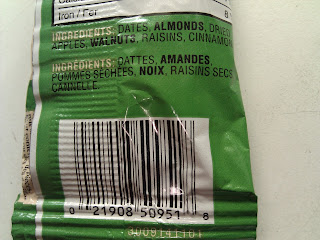 Iron / Fer
INGREDIENTS: DATES, ALMONDS, DRIED
APPLES, WALNUTS, RAISINS, CINNAMON
INGRÉDIENTS: DATTES, AMANDES,
POMMES SÉCHÉES, NOIX, RAISINS SECS
CANNELLE.
0 21908 50951 8